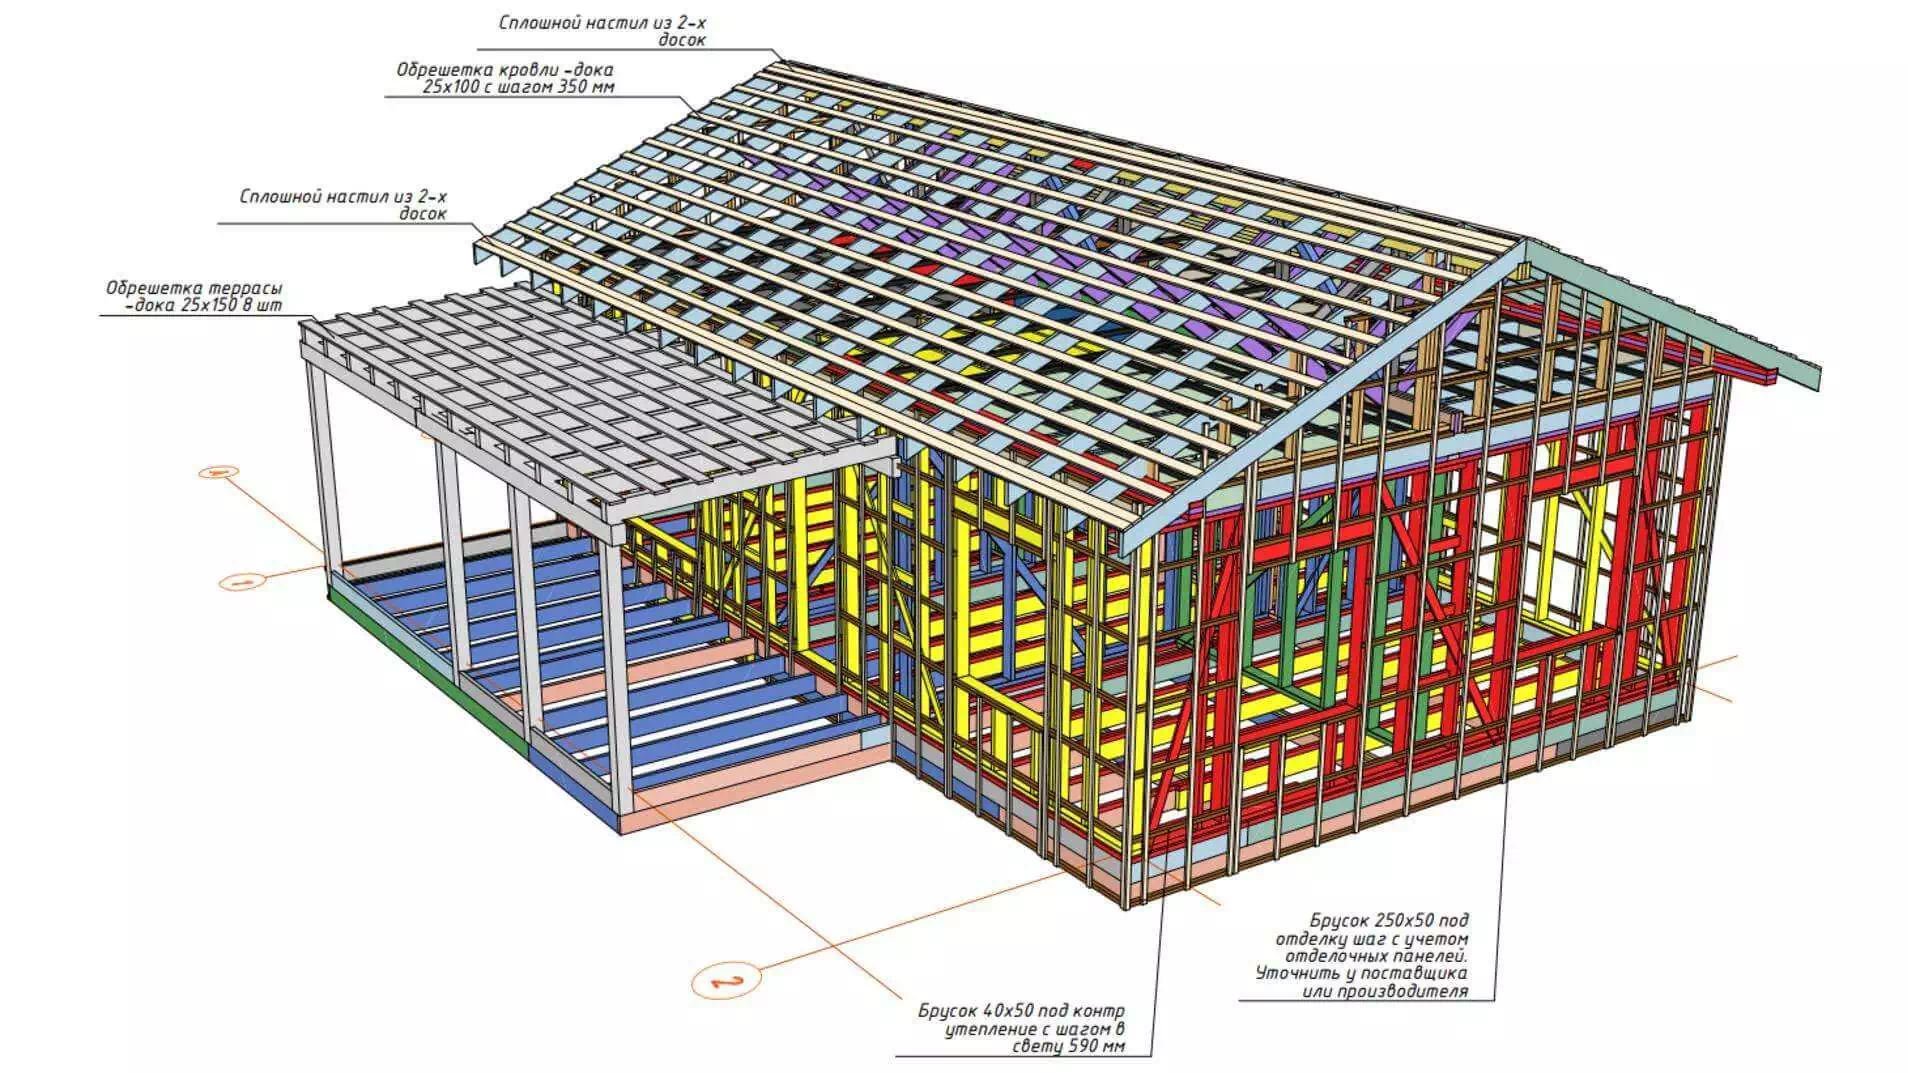 Сплошной настил из 2-х
досок
Обрешетка кровли -дока
25х100 с шагом 350 мм
Сплошной настил из 2-х
досок
Обрешетка террасы
-дока 25х150 8 шт
1
2
Брусок 250х50 под
отделку шаг с учетом
отделочных панелей.
Уточнить у поставщика
или производителя
Брусок 40х50 под контр
утепление с шагом в
свету 590 мм